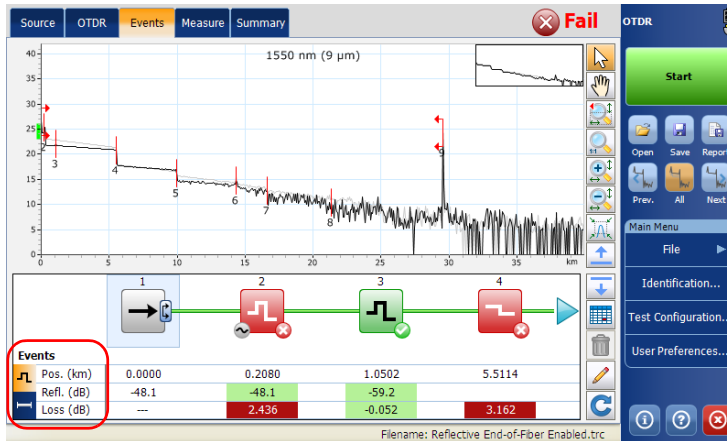 Source OTDR Events Measure Summary Fail OTDR
1550 nm (9 µm)
40
35
30
25
20
15
10
5
0
0 5 10 15 20 25 30 35 km
2 3 4 5 6 7 8 9
Start
Open Save Report
Prev. All Next
Main Menu
File
Identification...
Test Configuration..
User Preferences...
1 2 3 4
Events
Pos. (km) 0.0000 0.2080 1.0502 5.5114
Refl. (dB) -48.1 -48.1 -59.2
Loss (dB) --- 2.436 -0.052 3.162
Filename: Reflective End-of-Fiber Enabled.trc